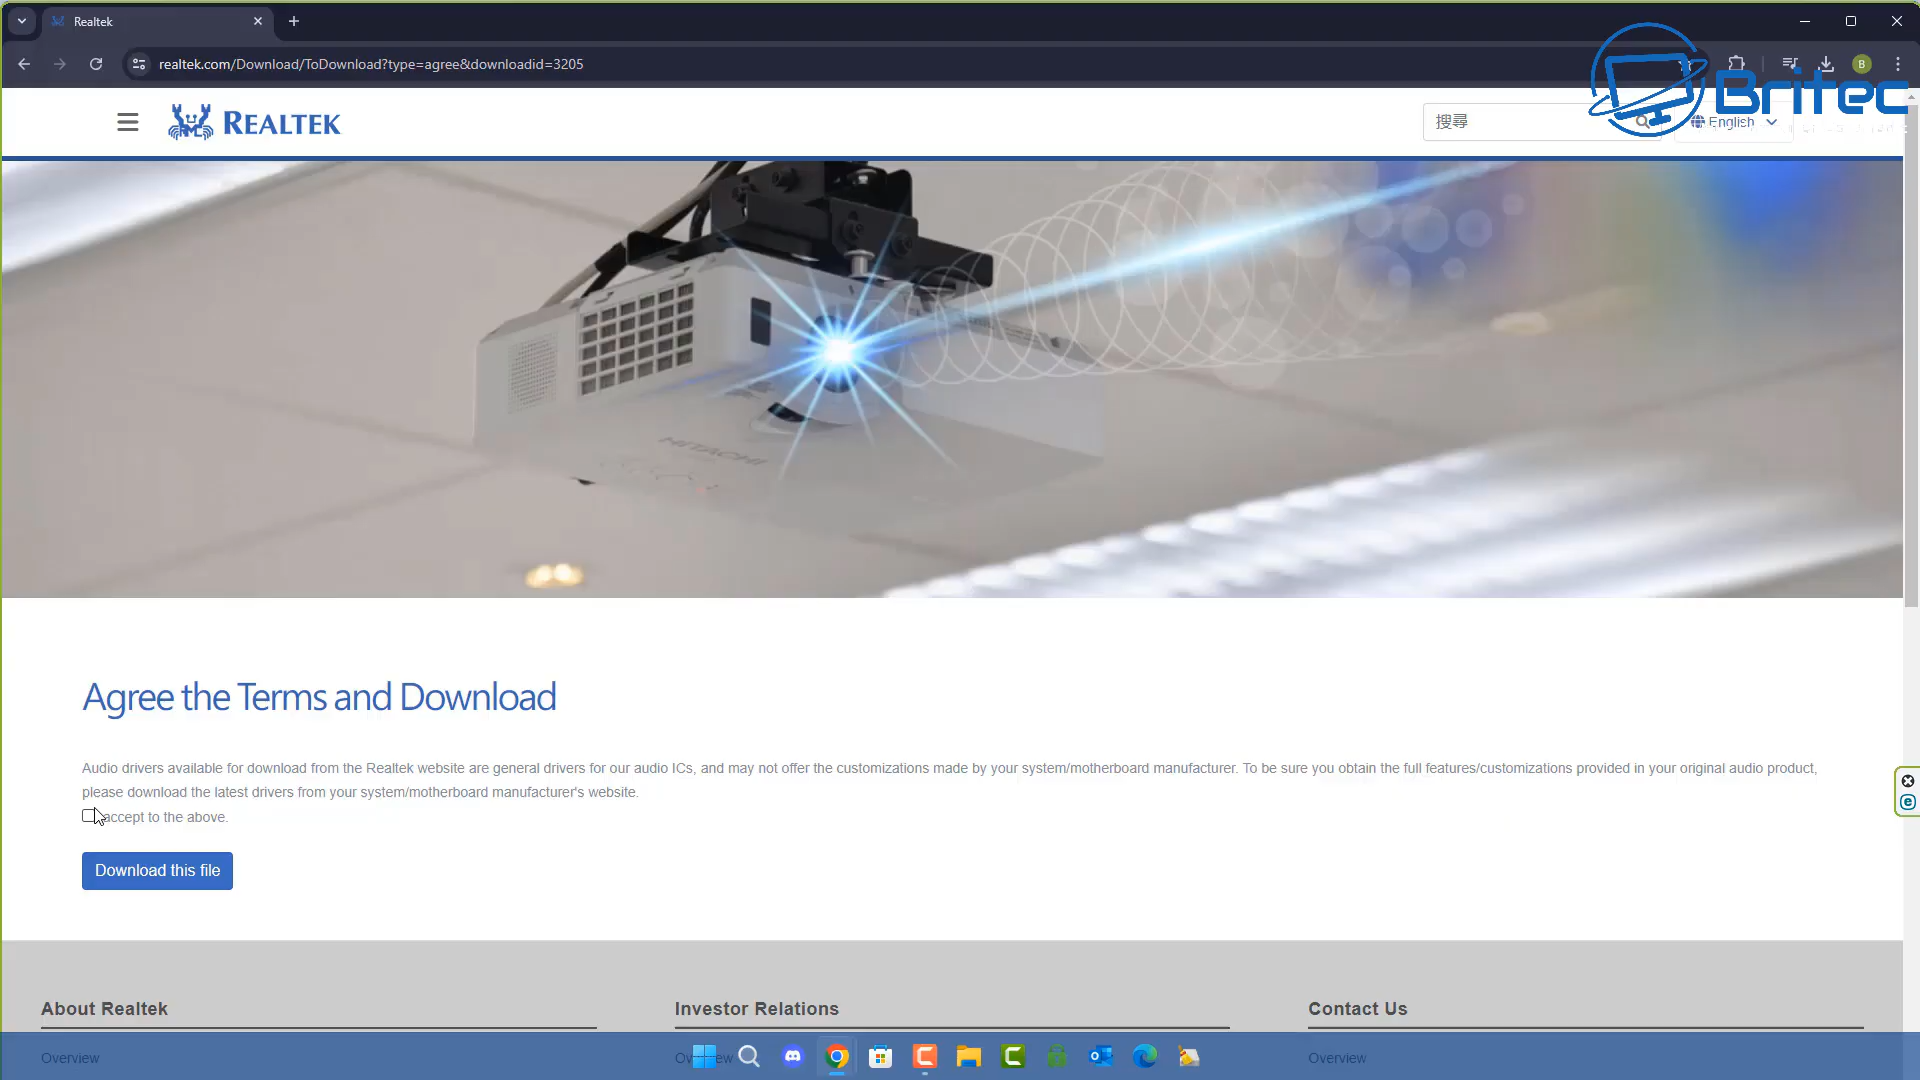 Realtek
realtek.com/Download/ToDownload?type=agree&downloadid=3205
B
Britec
REALTEK
搜尋
English
HITACHI
Agree the Terms and Download
Audio drivers available for download from the Realtek website are general drivers for our audio ICs, and may not offer the customizations made by your system/motherboard manufacturer. To be sure you obtain the full features/customizations provided in your original audio product,
please download the latest drivers from your system/motherboard manufacturer's website.
accept to the above.
Download this file
About Realtek
Investor Relations
Contact Us
Overview
Overview